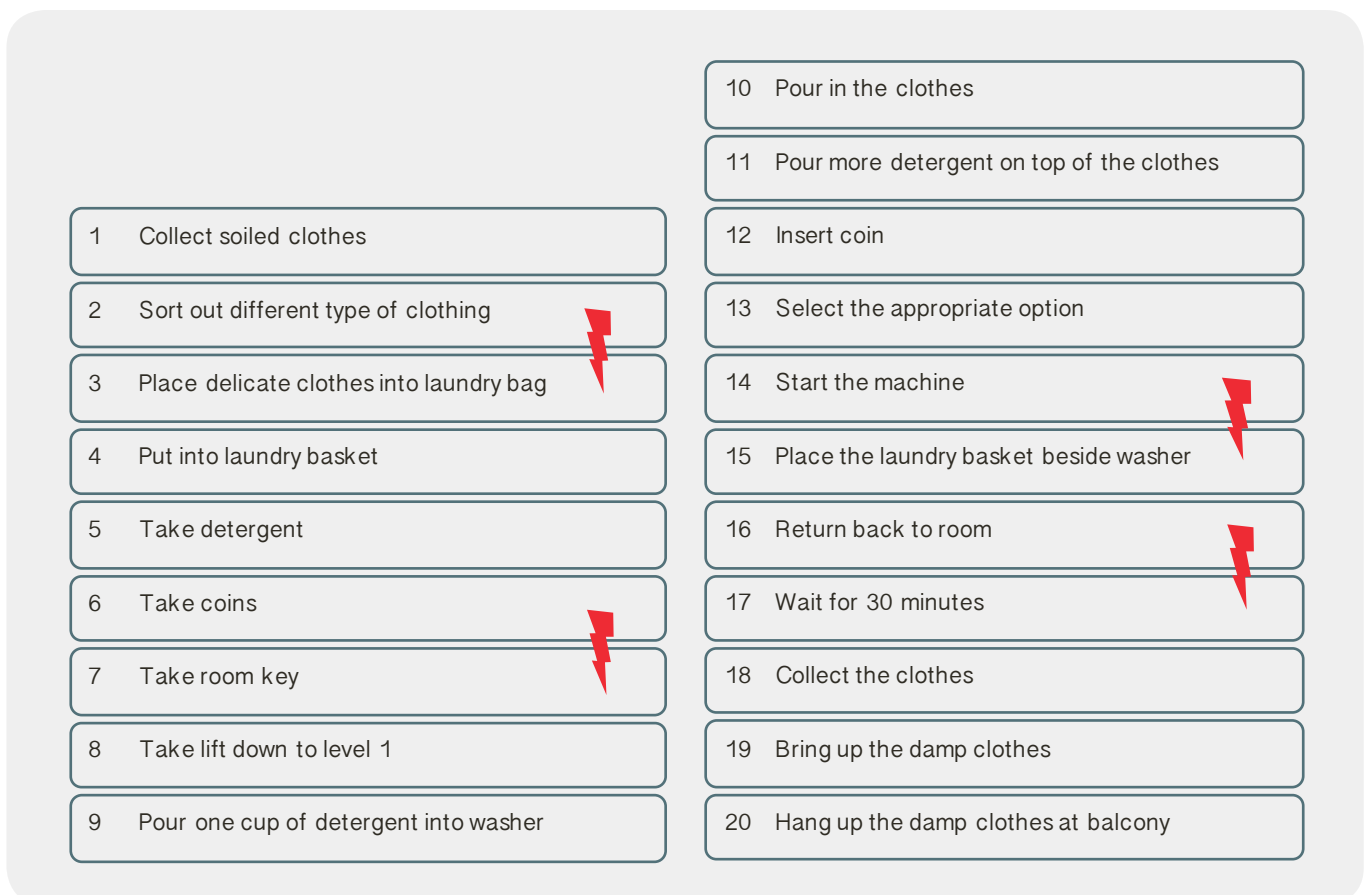 1 Collect soiled clothes
2 Sort out different type of clothing
3 Place delicate clothes into laundry bag
4 Put into laundry basket
5 Take detergent
6 Take coins
7 Take room key
8 Take lift down to level 1
9 Pour one cup of detergent into washer
10 Pour in the clothes
11 Pour more detergent on top of the clothes
12 Insert coin
13 Select the appropriate option
14 Start the machine
15 Place the laundry basket beside washer
16 Return back to room
17 Wait for 30 minutes
18 Collect the clothes
19 Bring up the damp clothes
20 Hang up the damp clothes at balcony